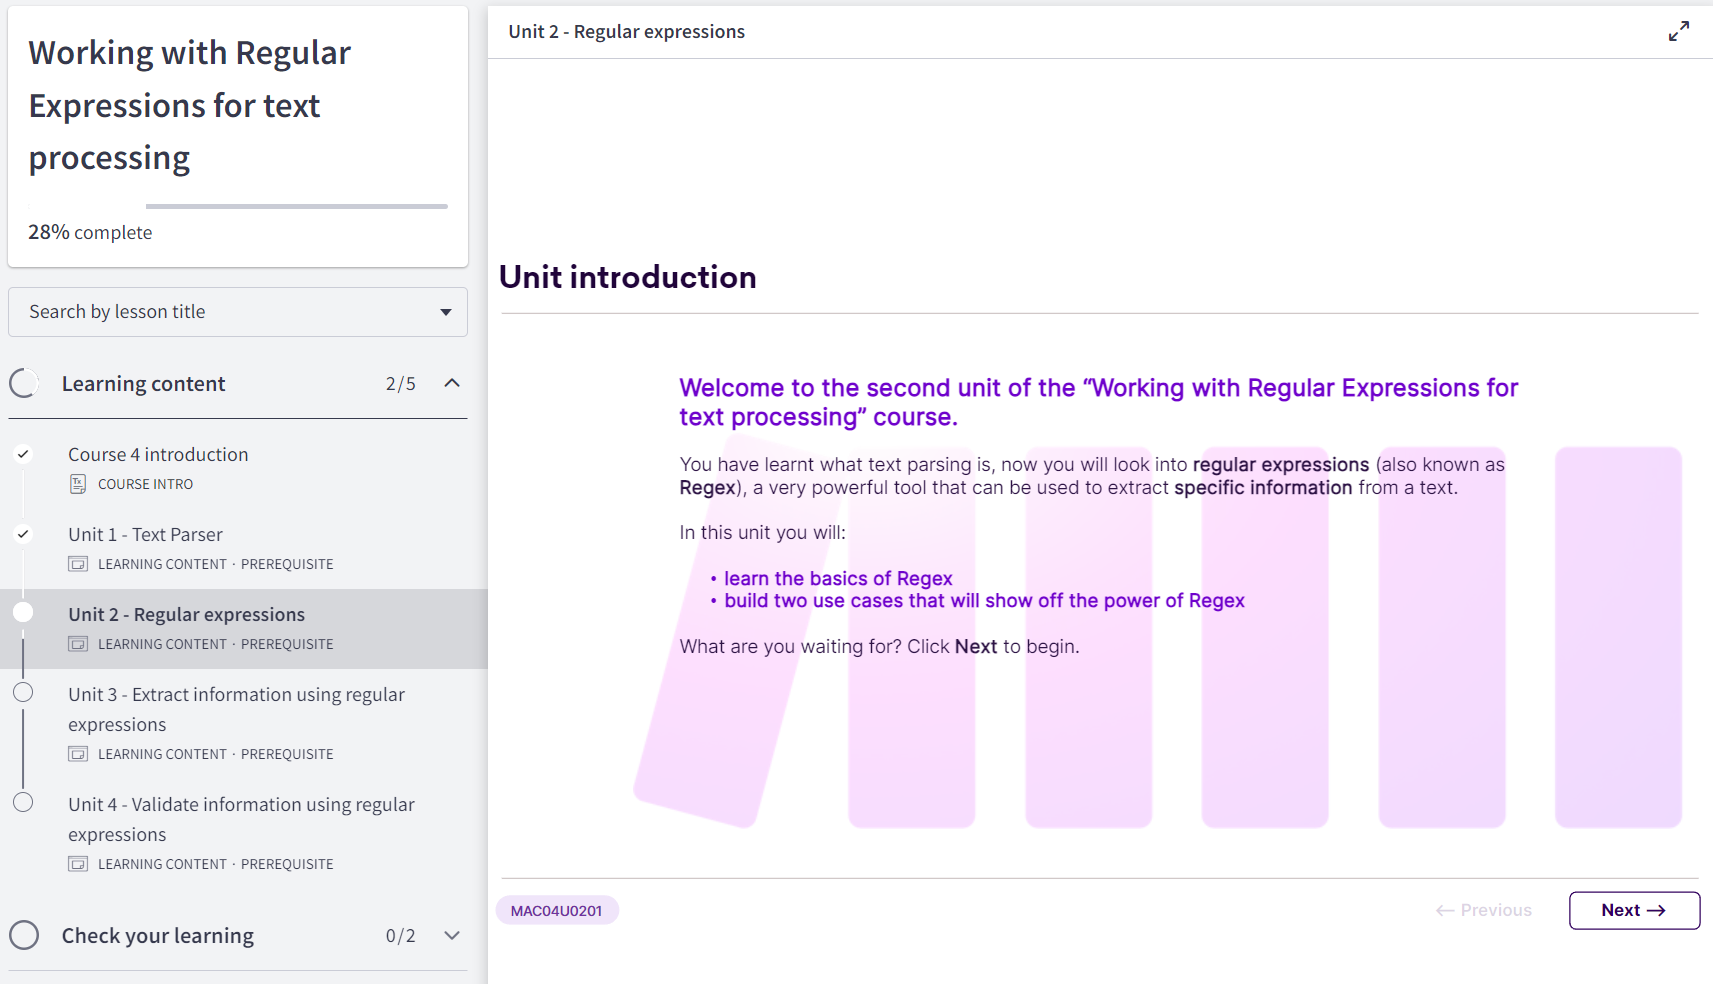 Working with Regular
Expressions for text
processing
28% complete
Search by lesson title
Learning content 2/5
Course 4 introduction
COURSE INTRO
Unit 1 - Text Parser
LEARNING CONTENT · PREREQUISITE
Unit 2 - Regular expressions
LEARNING CONTENT · PREREQUISITE
Unit 3 - Extract information using regular
expressions
LEARNING CONTENT · PREREQUISITE
Unit 4 - Validate information using regular
expressions
LEARNING CONTENT · PREREQUISITE
Check your learning 0/2
Unit 2 - Regular expressions
Unit introduction
Welcome to the second unit of the “Working with Regular Expressions for
text processing” course.
You have learnt what text parsing is, now you will look into regular expressions (also known as
Regex), a very powerful tool that can be used to extract specific information from a text.
In this unit you will:
• learn the basics of Regex
• build two use cases that will show off the power of Regex
What are you waiting for? Click Next to begin.
MAC04U0201
← Previous
Next →